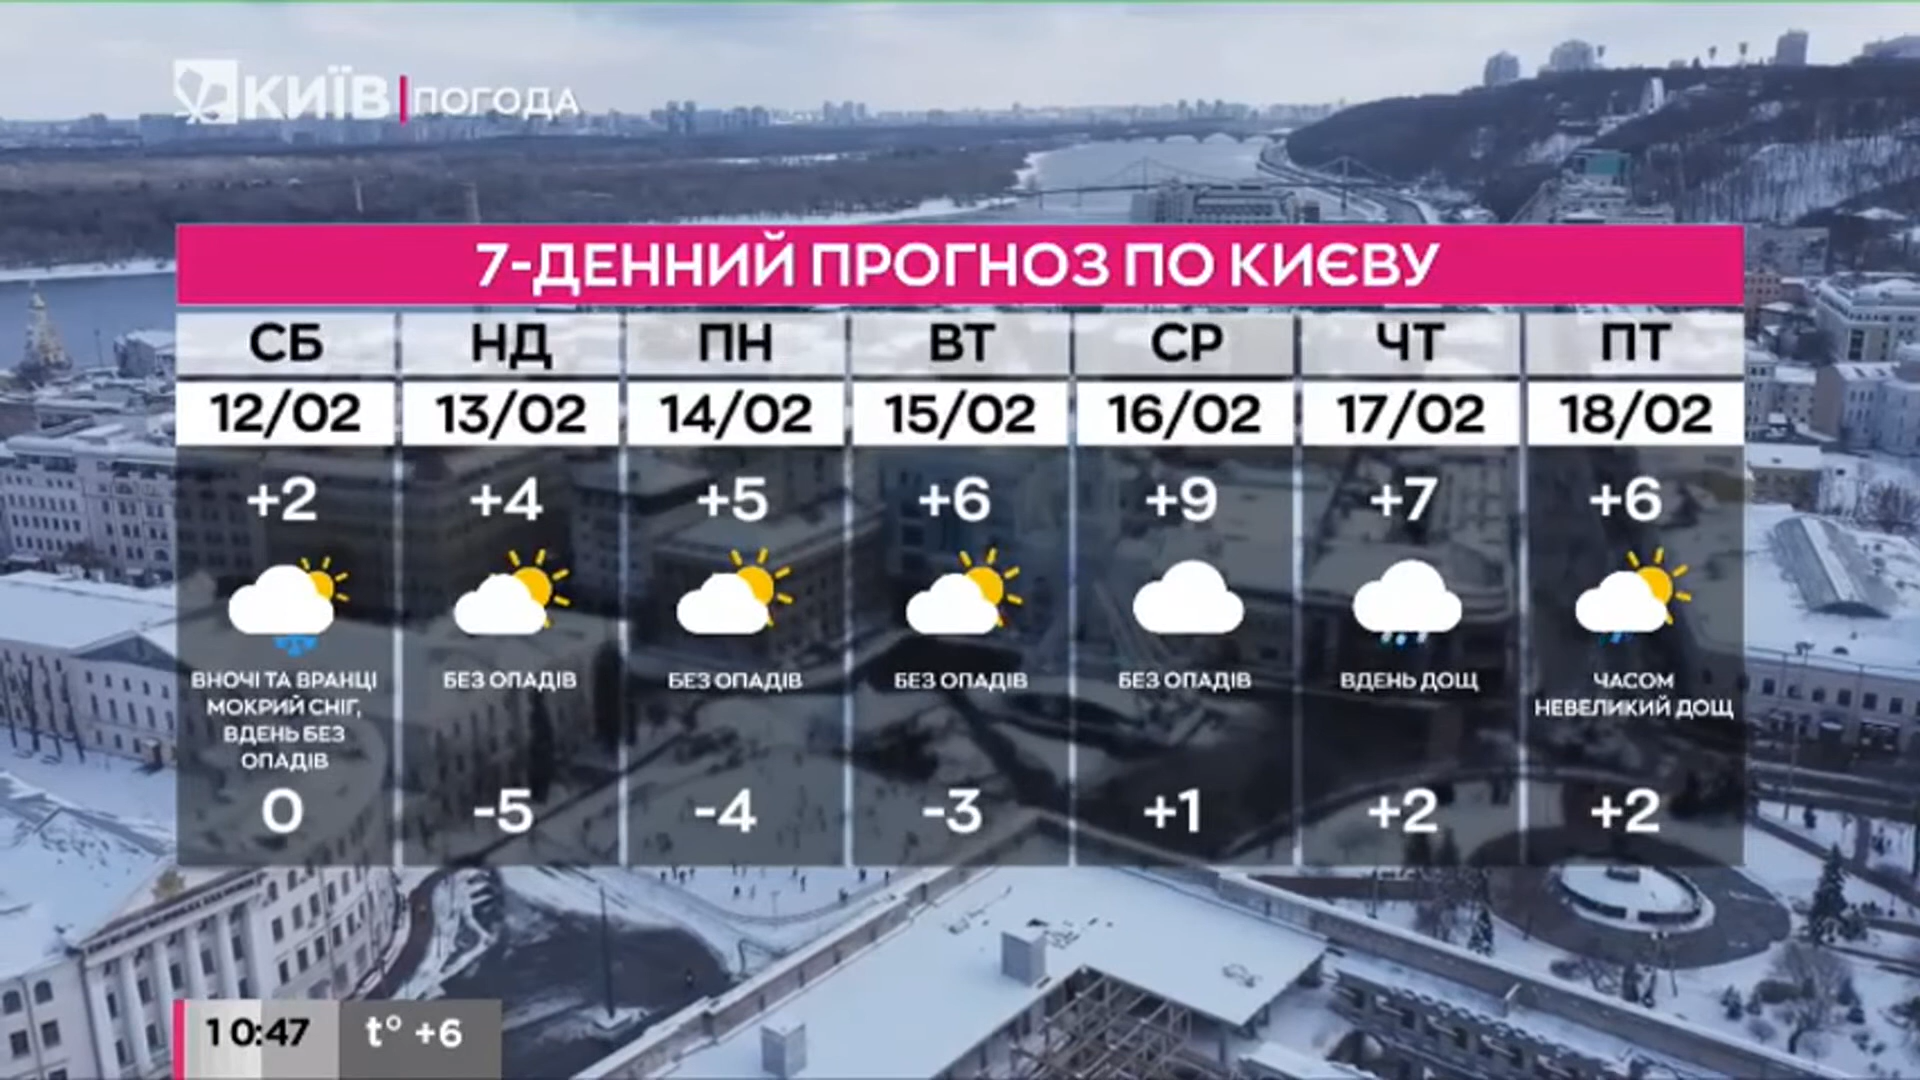 КИЇВ ПОГОДА
7-ДЕННИЙ ПРОГНОЗ ПО КИЄВУ
СБ НД ПН ВТ СР ЧТ ПТ
12/02 13/02 14/02 15/02 16/02 17/02 18/02
+2 +4 +5 +6 +9 +7 +6
ВНОЧІ ТА ВРАНЦІ
МОКРИЙ СНІГ,
ВДЕНЬ БЕЗ
ОПАДІВ
БЕЗ ОПАДІВ
БЕЗ ОПАДІВ
БЕЗ ОПАДІВ
БЕЗ ОПАДІВ
ВДЕНЬ ДОЩ
ЧАСОМ
НЕВЕЛИКИЙ ДОЩ
0 -5 -4 -3 +1 +2 +2
10:47 t° +6